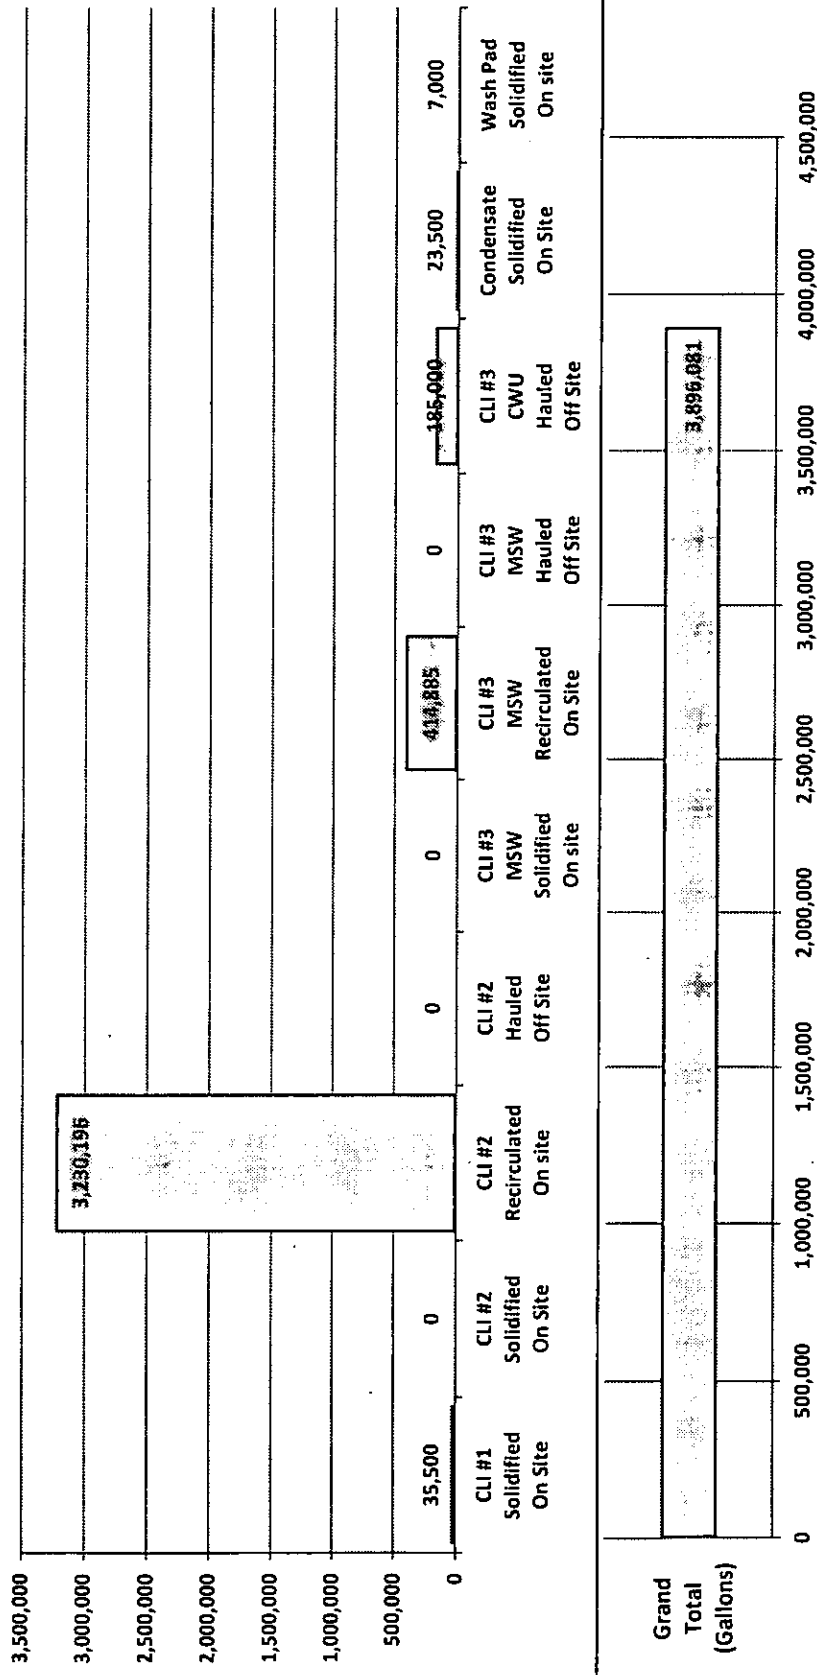 3,500,000
3,000,000
2,500,000
2,000,000
1,500,000
1,000,000
500,000
0
35,500
0
3,230,196
0
0
414,885
0
185,000
23,500
7,000
CLI #1
Solidified
On Site
CLI #2
Solidified
On Site
CLI #2
Recirculated
On site
CLI #2
Hauled
Off Site
CLI #3
MSW
Solidified
On site
CLI #3
MSW
Recirculated
On Site
CLI #3
MSW
Hauled
Off Site
CLI #3
CWU
Hauled
Off Site
Condensate
Solidified
On Site
Wash Pad
Solidified
On site
Grand
Total
(Gallons)
3,896,081
0
500,000
1,000,000
1,500,000
2,000,000
2,500,000
3,000,000
3,500,000
4,000,000
4,500,000